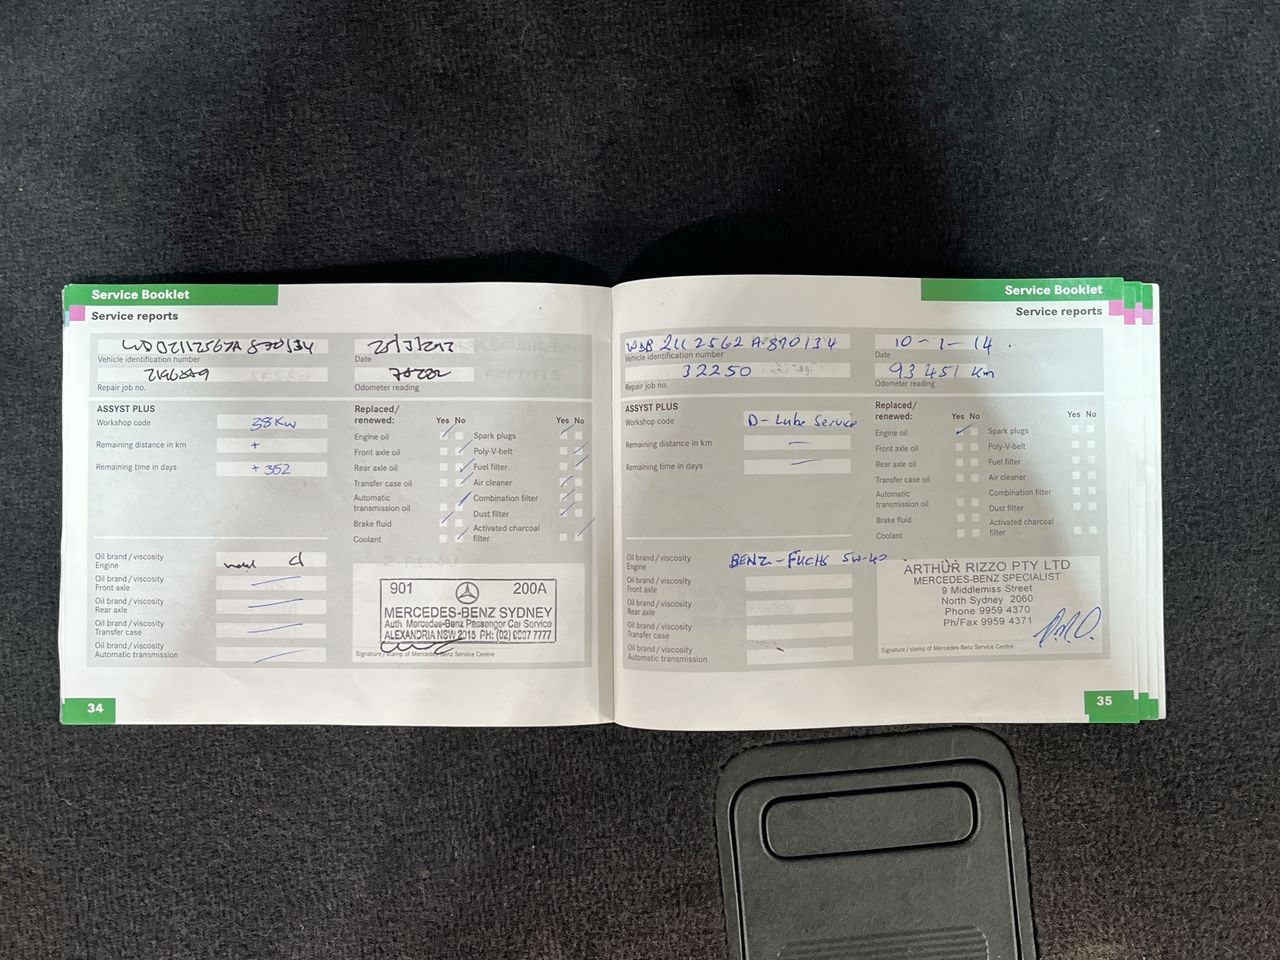 Service Booklet
Service reports
Vehicle identification number
Date
Repair job no.
Odometer reading
ASSYST PLUS
Workshop code 38Kw
Remaining distance in km +
Remaining time in days +352
Replaced/
renewed:
Yes No
Engine oil
Front axle oil
Rear axle oil
Transfer case oil
Automatic
transmission oil
Brake fluid
Coolant
Yes No
Spark plugs
Poly-V-belt
Fuel filter
Air cleaner
Combination filter
Dust filter
Activated charcoal
filter
Oil brand / viscosity
Engine
Oil brand / viscosity
Front axle
Oil brand / viscosity
Rear axle
Oil brand / viscosity
Transfer case
Oil brand / viscosity
Automatic transmission
901 200A
MERCEDES-BENZ SYDNEY
Auth. Mercedes-Benz Passenger Car Service
ALEXANDRIA NSW 2015 PH: (02) 9697 7777
Signature / stamp of Mercedes-Benz Service Centre
34
Service Booklet
Service reports
WDB 211 2562 A 870134
Vehicle identification number
10-1-14
Date
32250
Repair job no.
93451 Km
Odometer reading
ASSYST PLUS
Workshop code D-Lube Service
Remaining distance in km —
Remaining time in days —
Replaced/
renewed:
Yes No
Engine oil
Front axle oil
Rear axle oil
Transfer case oil
Automatic
transmission oil
Brake fluid
Coolant
Yes No
Spark plugs
Poly-V-belt
Fuel filter
Air cleaner
Combination filter
Dust filter
Activated charcoal
filter
Oil brand / viscosity
Engine
BENZ-FUCHS 5W-40
Oil brand / viscosity
Front axle
Oil brand / viscosity
Rear axle
Oil brand / viscosity
Transfer case
Oil brand / viscosity
Automatic transmission
ARTHUR RIZZO PTY LTD
MERCEDES-BENZ SPECIALIST
9 Middlemiss Street
North Sydney 2060
Phone 9959 4370
Ph/Fax 9959 4371
Signature / stamp of Mercedes-Benz Service Centre
35